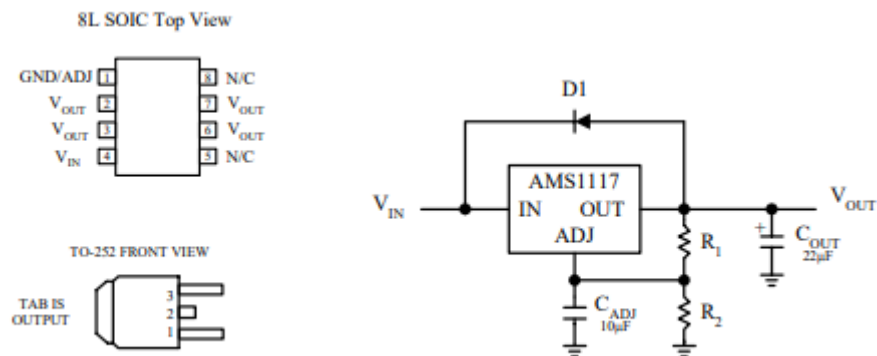 8L SOIC Top View
GND/ADJ 1 8 N/C
VOUT 2 7 VOUT
VOUT 3 6 VOUT
VIN 4 5 N/C
TO-252 FRONT VIEW
TAB IS
OUTPUT
3
2
1
D1
AMS1117
VIN IN OUT VOUT
ADJ
R1
+ COUT
22μF
CADJ
10μF
R2